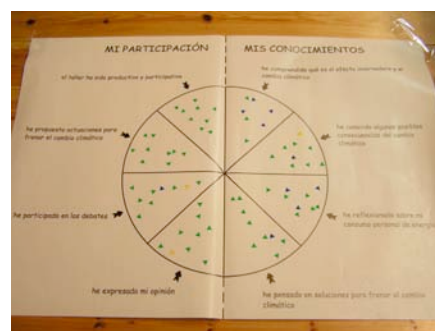 MI PARTICIPACIÓN
MIS CONOCIMIENTOS
el taller ha sido productivo y participativo
he comprendido qué es el efecto invernadero y el
cambio climático
he propuesto actuaciones para
frenar el cambio climático
he conocido algunas posibles
consecuencias del cambio
climático
he participado en los debates
he reflexionado sobre mi
consumo personal de energía
he expresado mi opinión
he pensado en soluciones para frenar el cambio
climático